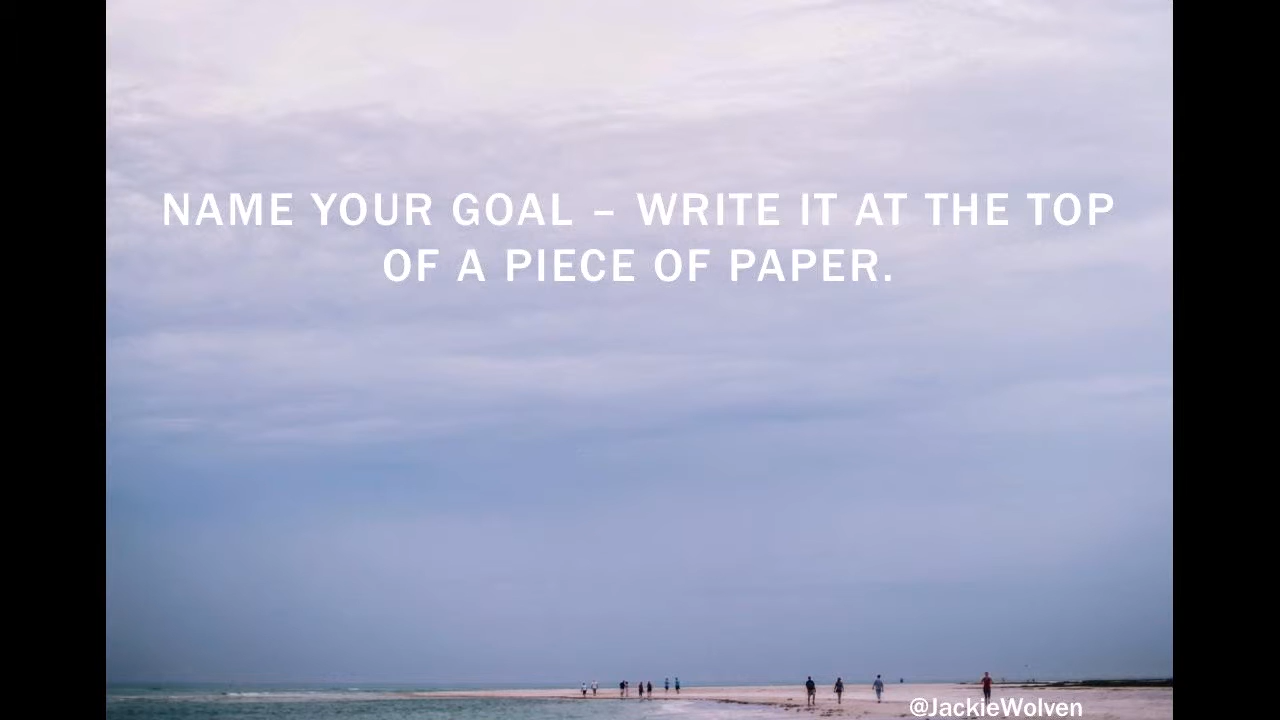 NAME YOUR GOAL – WRITE IT AT THE TOP
OF A PIECE OF PAPER.
@JackieWolven